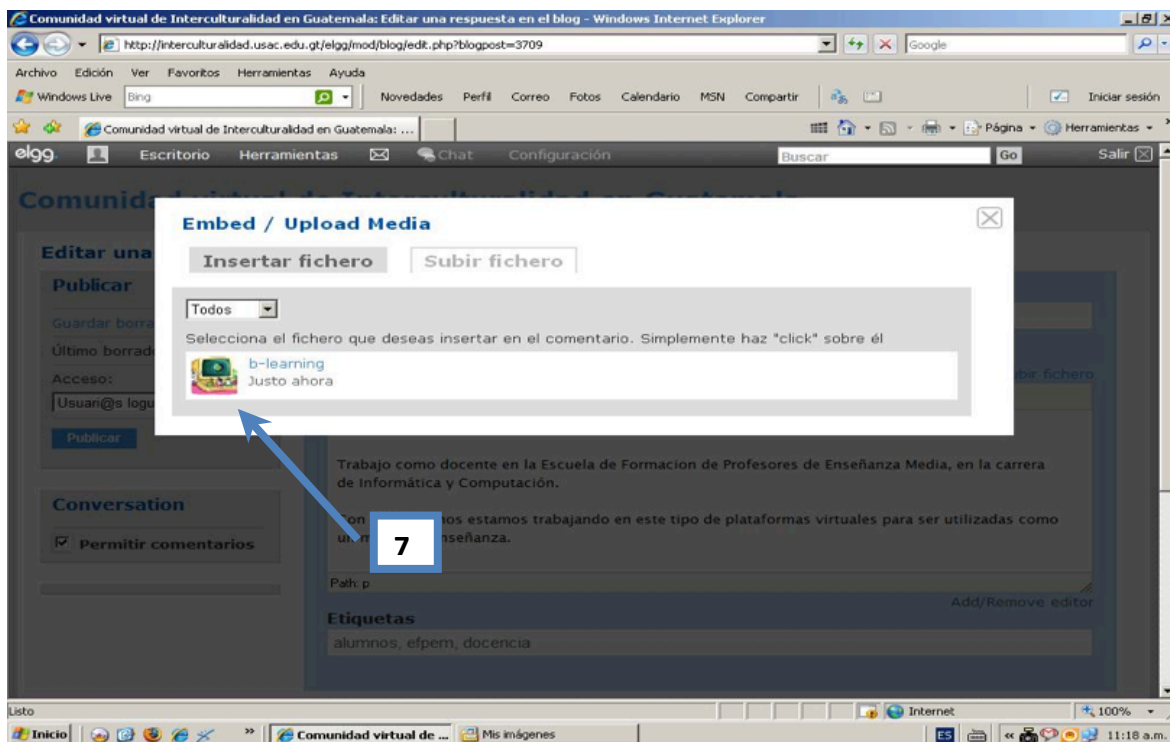 Comunidad virtual de Interculturalidad en Guatemala: Editar una respuesta en el blog - Windows Internet Explorer
http://interculturalidad.usac.edu.gt/elgg/mod/blog/edit.php?blogpost=3709
Google
Archivo Edición Ver Favoritos Herramientas Ayuda
Windows Live Bing Novedades Perfil Correo Fotos Calendario MSN Compartir Iniciar sesión
Comunidad virtual de Interculturalidad en Guatemala: ... Página Herramientas
elgg Escritorio Herramientas Chat Configuración Buscar Go Salir
Comunidad virtual de Interculturalidad en Guatemala
Embed / Upload Media
Editar una
Insertar fichero Subir fichero
Publicar
Todos
Guardar borra
Selecciona el fichero que deseas insertar en el comentario. Simplemente haz "click" sobre él
Último borrad
b-learning
Justo ahora
Acceso:
bir fichero
Usuari@s logu
Publicar
Trabajo como docente en la Escuela de Formacion de Profesores de Enseñanza Media, en la carrera
de Informática y Computación.
Conversation
os estamos trabajando en este tipo de plataformas virtuales para ser utilizadas como
7
nseñanza.
Permitir comentarios
Path: p
Add/Remove editor
Etiquetas
alumnos, efpem, docencia
Listo Internet 100%
Inicio Comunidad virtual de ... Mis imágenes ES 11:18 a.m.